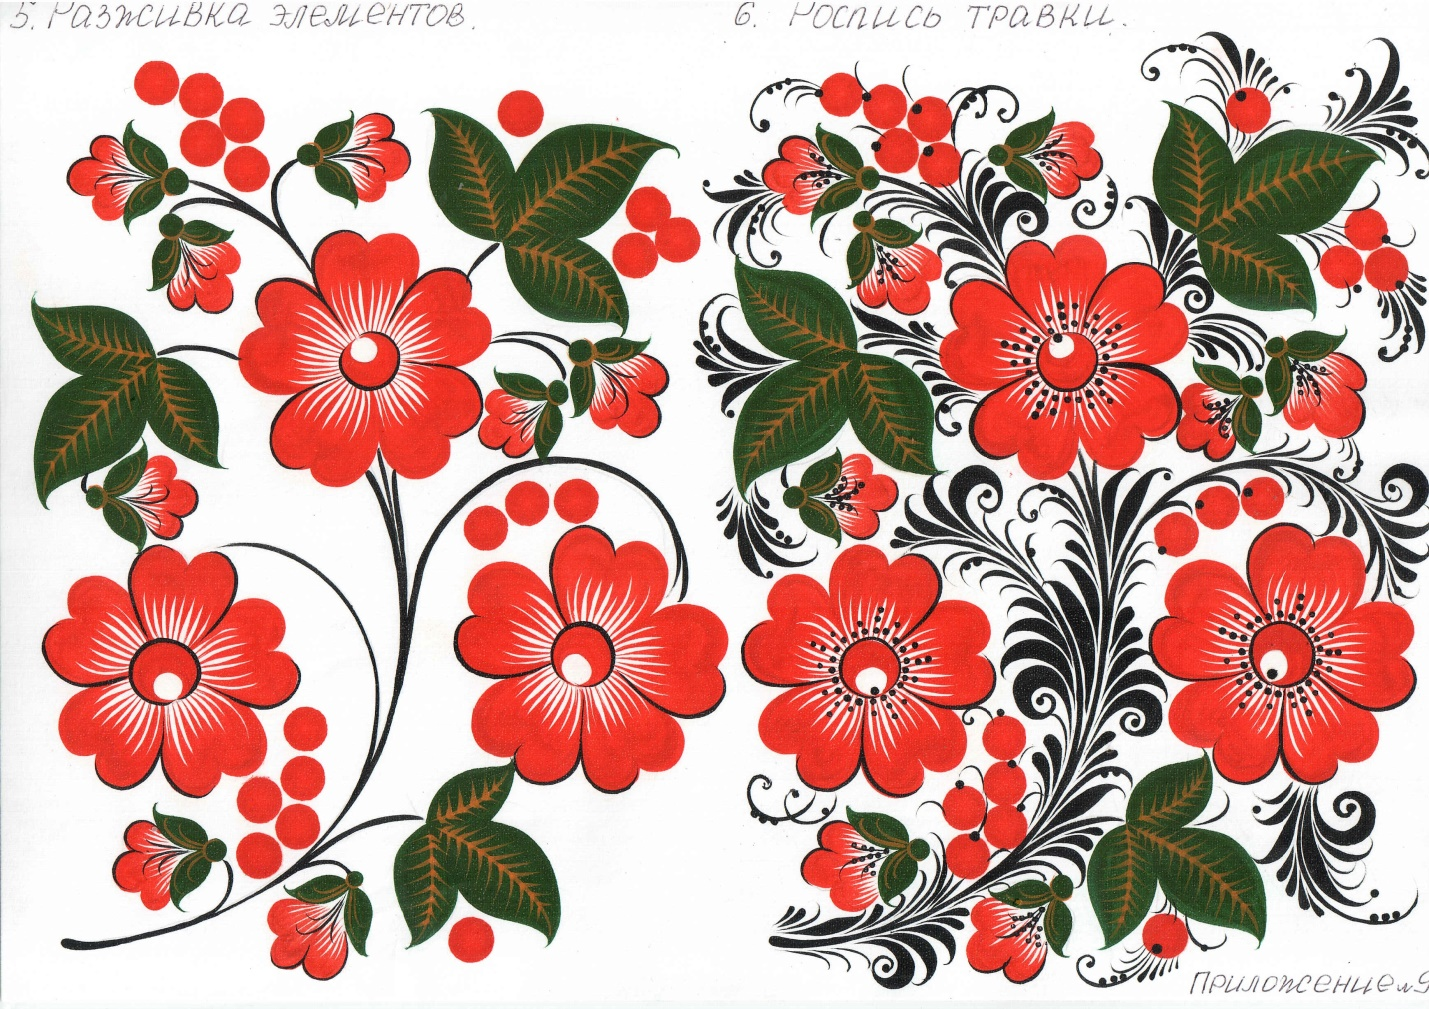 5. Разживка элементов.
6. Роспись травки.
Приложение №9